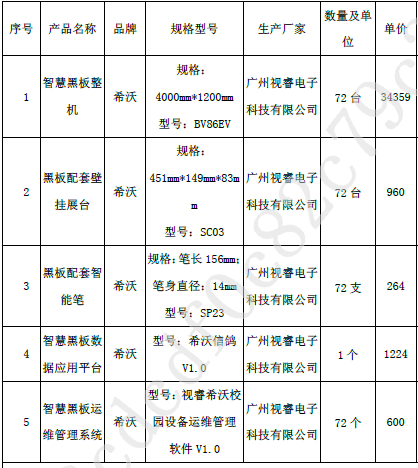 序号 产品名称 品牌 规格型号 生产厂家 数量及单位 单价
1 智慧黑板整机 希沃 规格：4000mm*1200mm 型号：BV86EV 广州视睿电子科技有限公司 72 台 34359
2 黑板配套壁挂展台 希沃 规格：451mm*149mm*83mm 型号：SC03 广州视睿电子科技有限公司 72 台 960
3 黑板配套智能笔 希沃 规格：笔长 156mm；笔身直径：14mm 型号：SP23 广州视睿电子科技有限公司 72 支 264
4 智慧黑板数据应用平台 希沃 型号：希沃信鸽 V1.0 广州视睿电子科技有限公司 1 个 1224
5 智慧黑板运维管理系统 希沃 型号：视睿希沃校园设备运维管理软件 V1.0 广州视睿电子科技有限公司 72 个 600